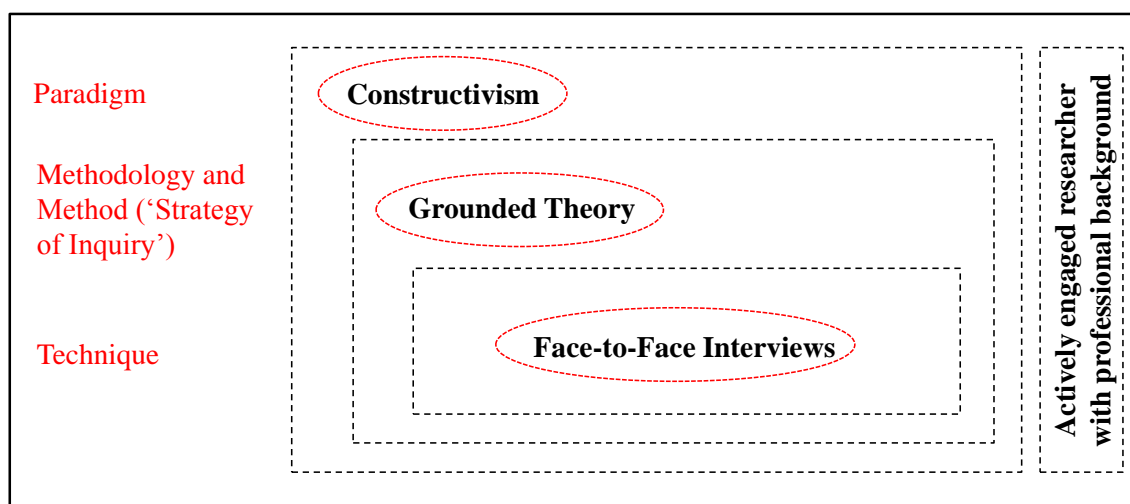 Paradigm
Constructivism
Methodology and
Method (‘Strategy
of Inquiry’)
Grounded Theory
Technique
Face-to-Face Interviews
Actively engaged researcher
with professional background